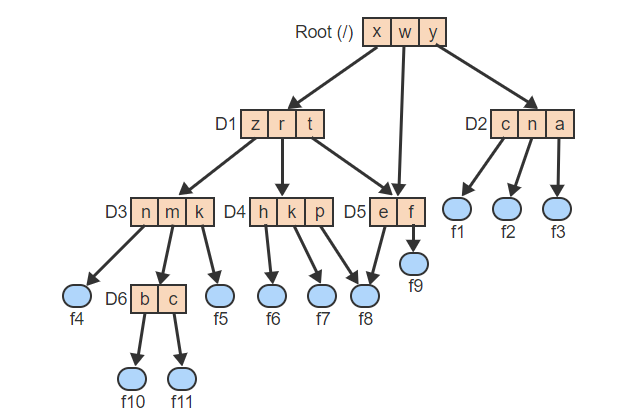 Root (/) x w y
D1 z r t D2 c n a
D3 n m k D4 h k p D5 e f
f1 f2 f3
f9
D6 b c
f4 f5 f6 f7 f8
f10 f11